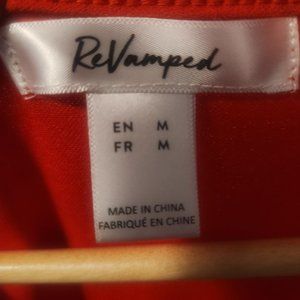 ReVamped
EN M
FR M
MADE IN CHINA
FABRIQUÉ EN CHINE